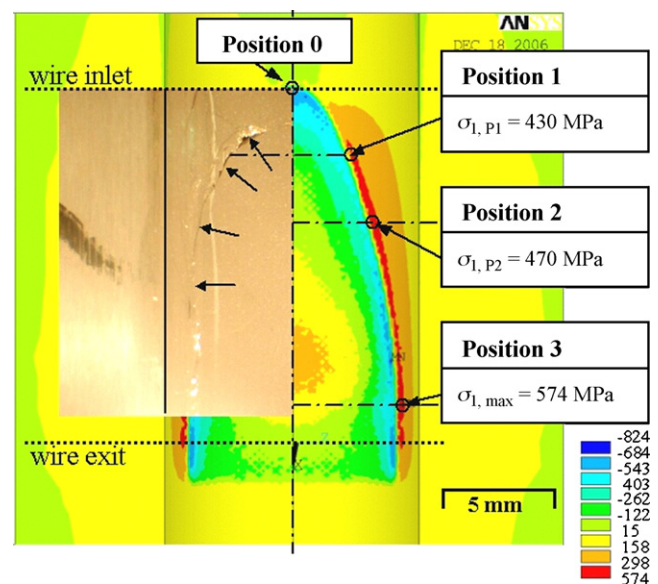 ANSYS
DEC 18 2006
Position 0
wire inlet
Position 1
σ1, P1 = 430 MPa
Position 2
σ1, P2 = 470 MPa
Position 3
σ1, max = 574 MPa
wire exit
5 mm
-824
-684
-543
403
-262
-122
15
158
298
574